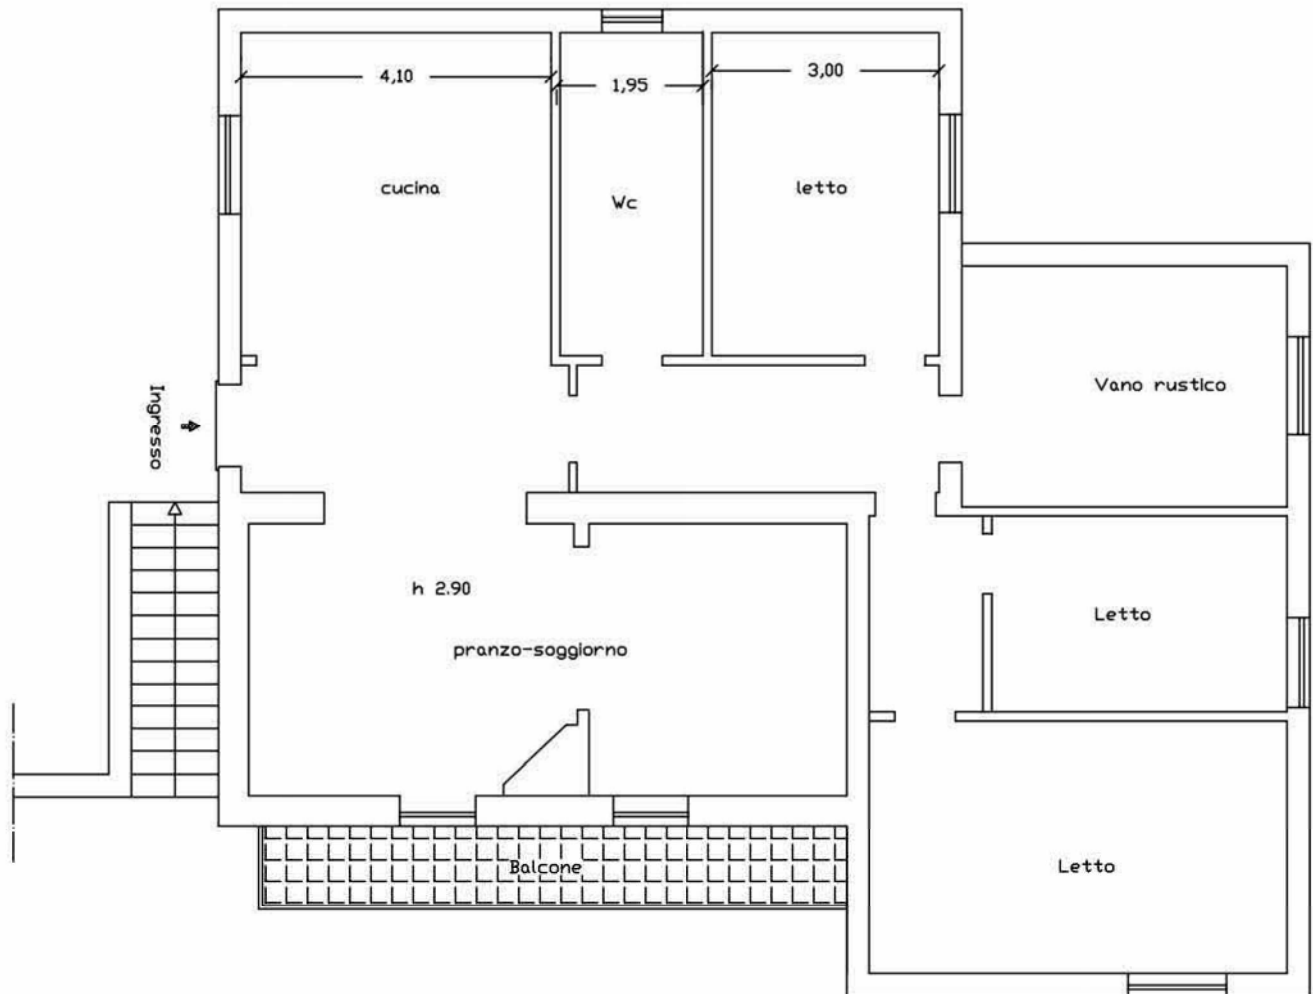 4,10
1,95
3,00
cucina
Wc
letto
Vano rustico
Ingresso
h 2.90
pranzo-soggiorno
Letto
Balcone
Letto